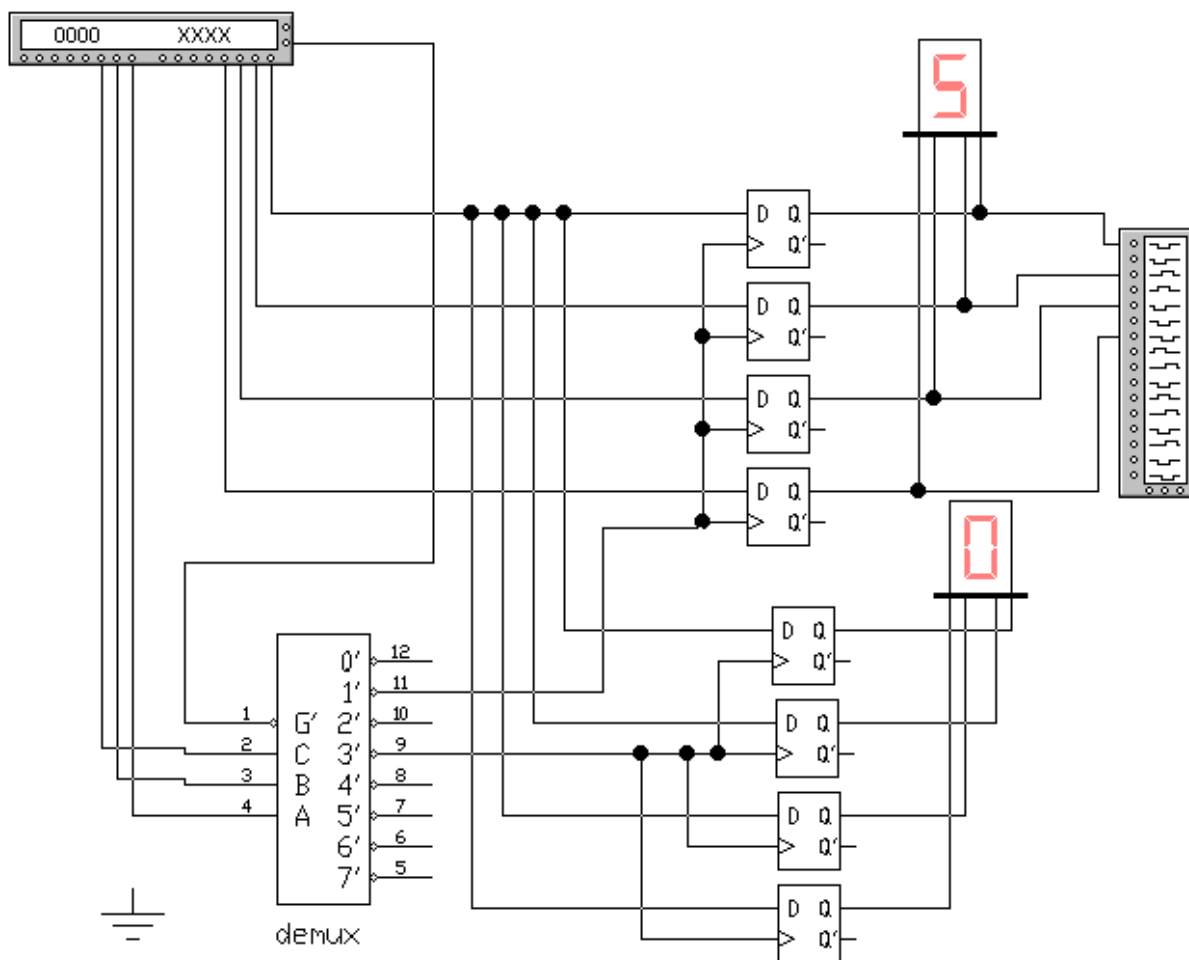 0000 XXXX
5
D Q
Q'
D Q
Q'
D Q
Q'
D Q
Q'
0
D Q
Q'
0' 12
1' 11
1 G' 2' 10
D Q
2 C 3' 9
Q'
3 B 4' 8
4 A 5' 7
D Q
6' 6
Q'
7' 5
demux
D Q
Q'